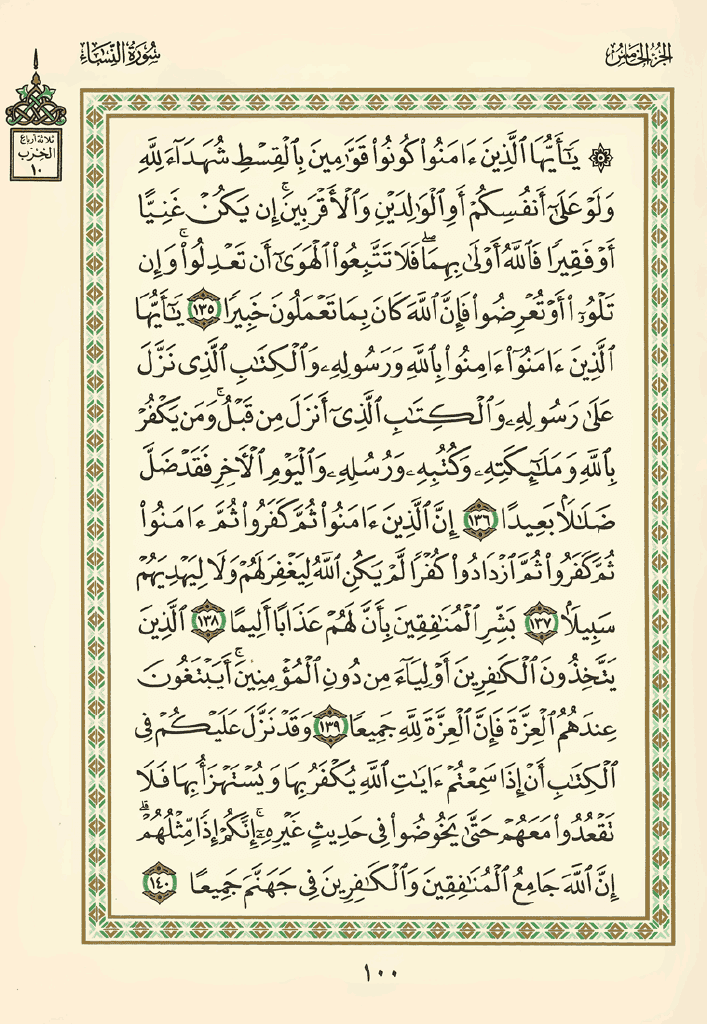 الجزء الخامس
سورة النساء
ثلاثة أرباع
الحزب
١٠
۞ يَٰٓأَيُّهَا ٱلَّذِينَ ءَامَنُوا۟ كُونُوا۟ قَوَّٰمِينَ بِٱلْقِسْطِ شُهَدَآءَ لِلَّهِ
وَلَوْ عَلَىٰٓ أَنفُسِكُمْ أَوِ ٱلْوَٰلِدَيْنِ وَٱلْأَقْرَبِينَ ۚ إِن يَكُنْ غَنِيًّا
أَوْ فَقِيرًا فَٱللَّهُ أَوْلَىٰ بِهِمَا ۖ فَلَا تَتَّبِعُوا۟ ٱلْهَوَىٰٓ أَن تَعْدِلُوا۟ ۚ وَإِن
تَلْوُۥٓا۟ أَوْ تُعْرِضُوا۟ فَإِنَّ ٱللَّهَ كَانَ بِمَا تَعْمَلُونَ خَبِيرًا ١٣٥ يَٰٓأَيُّهَا
ٱلَّذِينَ ءَامَنُوٓا۟ ءَامِنُوا۟ بِٱللَّهِ وَرَسُولِهِۦ وَٱلْكِتَٰبِ ٱلَّذِى نَزَّلَ
عَلَىٰ رَسُولِهِۦ وَٱلْكِتَٰبِ ٱلَّذِىٓ أَنزَلَ مِن قَبْلُ ۚ وَمَن يَكْفُرْ
بِٱللَّهِ وَمَلَٰٓئِكَتِهِۦ وَكُتُبِهِۦ وَرُسُلِهِۦ وَٱلْيَوْمِ ٱلْأَخِرِ فَقَدْ ضَلَّ
ضَلَٰلًۢا بَعِيدًا ١٣٦ إِنَّ ٱلَّذِينَ ءَامَنُوا۟ ثُمَّ كَفَرُوا۟ ثُمَّ ءَامَنُوا۟
ثُمَّ كَفَرُوا۟ ثُمَّ ٱزْدَادُوا۟ كُفْرًا لَّمْ يَكُنِ ٱللَّهُ لِيَغْفِرَ لَهُمْ وَلَا لِيَهْدِيَهُمْ
سَبِيلًۢا ١٣٧ بَشِّرِ ٱلْمُنَٰفِقِينَ بِأَنَّ لَهُمْ عَذَابًا أَلِيمًا ١٣٨ ٱلَّذِينَ
يَتَّخِذُونَ ٱلْكَٰفِرِينَ أَوْلِيَآءَ مِن دُونِ ٱلْمُؤْمِنِينَ ۚ أَيَبْتَغُونَ
عِندَهُمُ ٱلْعِزَّةَ فَإِنَّ ٱلْعِزَّةَ لِلَّهِ جَمِيعًا ١٣٩ وَقَدْ نَزَّلَ عَلَيْكُمْ فِى
ٱلْكِتَٰبِ أَنْ إِذَا سَمِعْتُمْ ءَايَٰتِ ٱللَّهِ يُكْفَرُ بِهَا وَيُسْتَهْزَأُ بِهَا فَلَا
تَقْعُدُوا۟ مَعَهُمْ حَتَّىٰ يَخُوضُوا۟ فِى حَدِيثٍ غَيْرِهِۦٓ ۚ إِنَّكُمْ إِذًا مِّثْلُهُمْ ۗ
إِنَّ ٱللَّهَ جَامِعُ ٱلْمُنَٰفِقِينَ وَٱلْكَٰفِرِينَ فِى جَهَنَّمَ جَمِيعًا ١٤٠
١٠٠